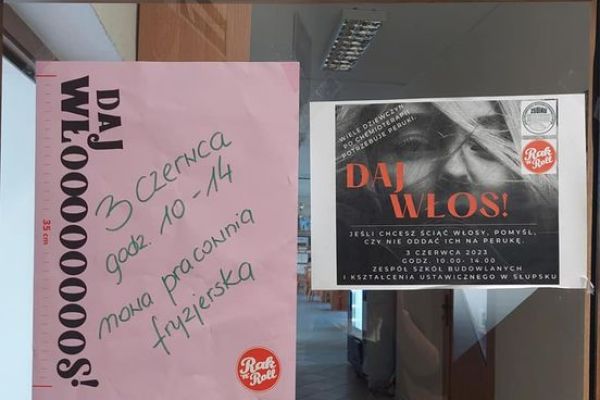 DAJ
WŁOOOOOOOOOOS!
35 cm
3 czerwca
godz. 10-14
nowa pracownia
fryzjerska
Rak
'n'
Roll
WIELE DZIEWCZYN
PO CHEMIOTERAPII
POTRZEBUJE PERUKI.
Rak
'n'
Roll
DAJ
WŁOS!
JEŚLI CHCESZ ŚCIĄĆ WŁOSY, POMYŚL,
CZY NIE ODDAĆ ICH NA PERUKĘ.
3 CZERWCA 2023
GODZ. 10.00- 14.00
ZESPÓŁ SZKÓŁ BUDOWLANYCH
I KSZTAŁCENIA USTAWICZNEGO W SŁUPSKU